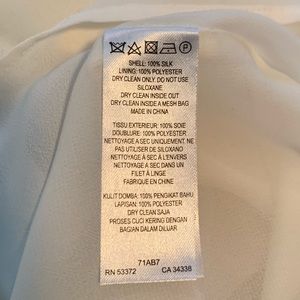 SHELL: 100% SILK
LINING: 100% POLYESTER
DRY CLEAN ONLY. DO NOT USE
SILOXANE
DRY CLEAN INSIDE OUT
DRY CLEAN INSIDE A MESH BAG
MADE IN CHINA
TISSU EXTERIEUR: 100% SOIE
DOUBLURE: 100% POLYESTER
NETTOYAGE A SEC UNIQUEMENT. NE
PAS UTILISER DE SILOXANO
NETTOYAGE A SEC À L'ENVERS
NETTOYAGE A SEC DANS UN
FILET À LINGE
FABRIQUE EN CHINE
KULIT DOMBA: 100% PENGIKAT BAHU
LAPISAN: 100% POLYESTER
DRY CLEAN SAJA
PROSES CUCI KERING DENGAN
BAGIAN DALAM DILUAR
71AB7
RN 53372 CA 34338